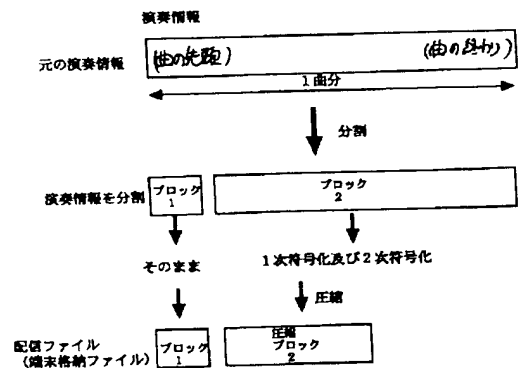 演奏情報
元の演奏情報
(曲の先頭)
(曲の終わり)
1曲分
分割
演奏情報を分割
ブロック
1
ブロック
2
そのまま
1次符号化及び2次符号化
圧縮
配信ファイル
(端末格納ファイル)
ブロック
1
圧縮
ブロック
2